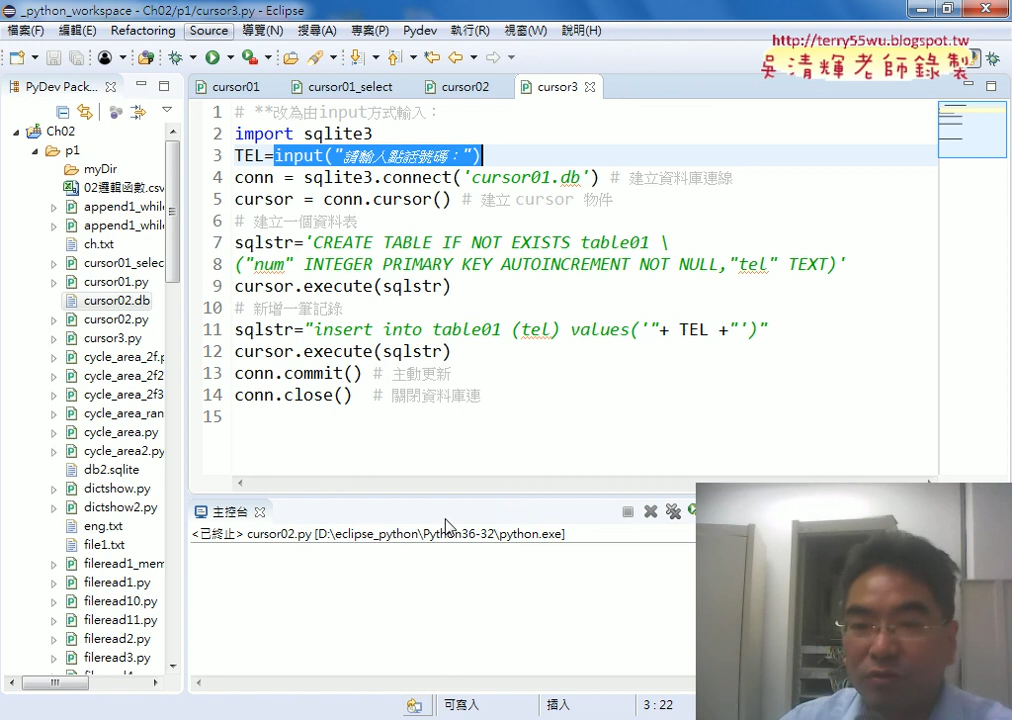 _python_workspace - Ch02/p1/cursor3.py - Eclipse
檔案(F) 編輯(E) Refactoring Source 導覽(N) 搜尋(A) 專案(P) Pydev 執行(R) 視窗(W) 說明(H)
http://terry55wu.blogspot.tw
吳清輝老師錄製
PyDev Pack...
cursor01 cursor01_select cursor02 cursor3
Ch02
p1
myDir
02邏輯函數.csv
append1_while
append1_while
ch.txt
cursor01_selec
cursor01.py
cursor02.db
cursor02.py
cursor3.py
cycle_area_2f.p
cycle_area_2f2
cycle_area_2f3
cycle_area_ran
cycle_area.py
cycle_area2.py
db2.sqlite
dictshow.py
dictshow2.py
eng.txt
file1.txt
fileread1_mem
fileread1.py
fileread10.py
fileread11.py
fileread2.py
fileread3.py
1 # **改為由input方式輸入：
2 import sqlite3
3 TEL=input("請輸人點話號碼：")
4 conn = sqlite3.connect('cursor01.db') # 建立資料庫連線
5 cursor = conn.cursor() # 建立 cursor 物件
6 # 建立一個資料表
7 sqlstr='CREATE TABLE IF NOT EXISTS table01 \
8 ("num" INTEGER PRIMARY KEY AUTOINCREMENT NOT NULL,"tel" TEXT)'
9 cursor.execute(sqlstr)
10 # 新增一筆記錄
11 sqlstr="insert into table01 (tel) values('"+ TEL +"')"
12 cursor.execute(sqlstr)
13 conn.commit() # 主動更新
14 conn.close() # 關閉資料庫連
15
主控台
<已終止> cursor02.py [D:\eclipse_python\Python36-32\python.exe]
可寫入 插入 3 : 22